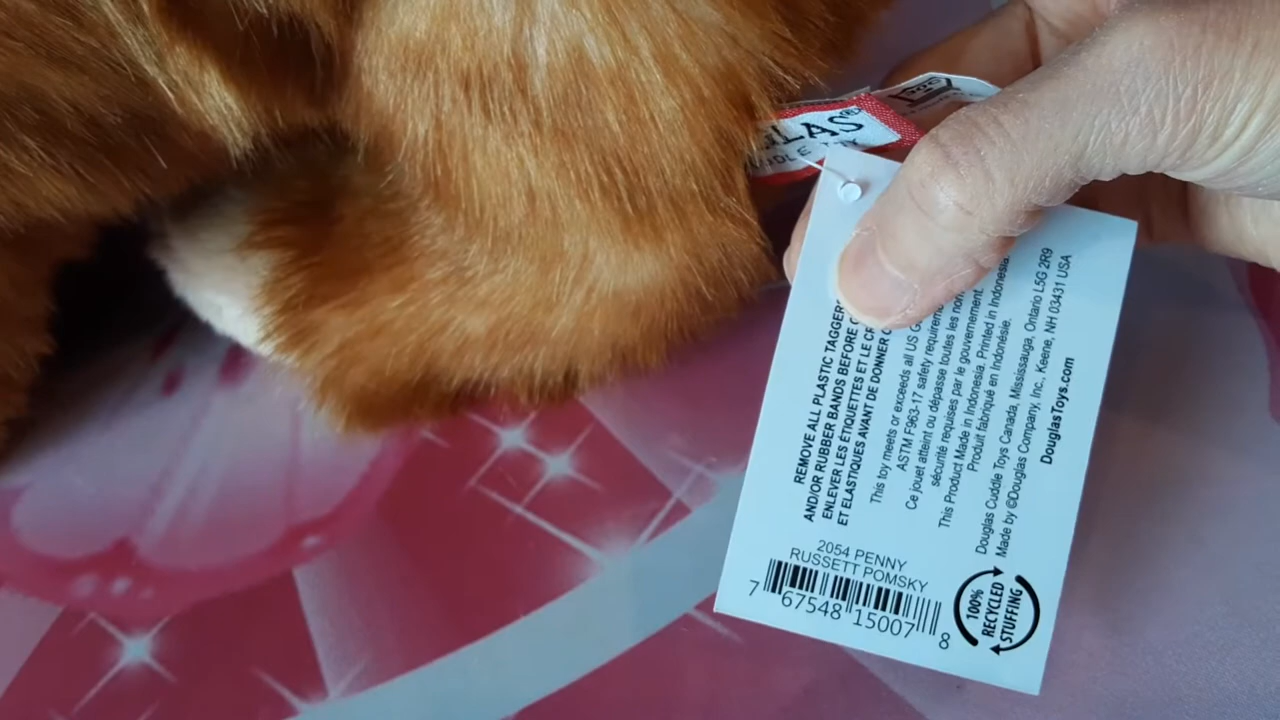 REMOVE ALL PLASTIC
AND/OR RUBBER BANDS BEFORE
ENLEVER LES ÉTIQUETTES ET LE
ET ELASTIQUES AVANT DE DONNER
This toy meets or exceeds all US
ASTM F963-17 safety
Ce jouet atteint ou dépasse toutes les
sécurité requises par le gouvernement.
This Product Made in Indonesia. Printed in Indonesia.
Produit fabriqué en Indonésie.
Douglas Cuddle Toys Canada, Mississauga, Ontario L5G 2R9
Made by ©Douglas Company, Inc., Keene, NH 03431 USA
DouglasToys.com
2054 PENNY
RUSSETT POMSKY
7 67548 15007 8
100%
RECYCLED
STUFFING